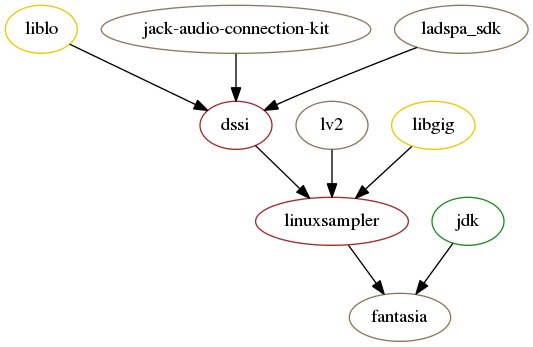 liblo
jack-audio-connection-kit
ladspa_sdk
dssi
lv2
libgig
linuxsampler
jdk
fantasia